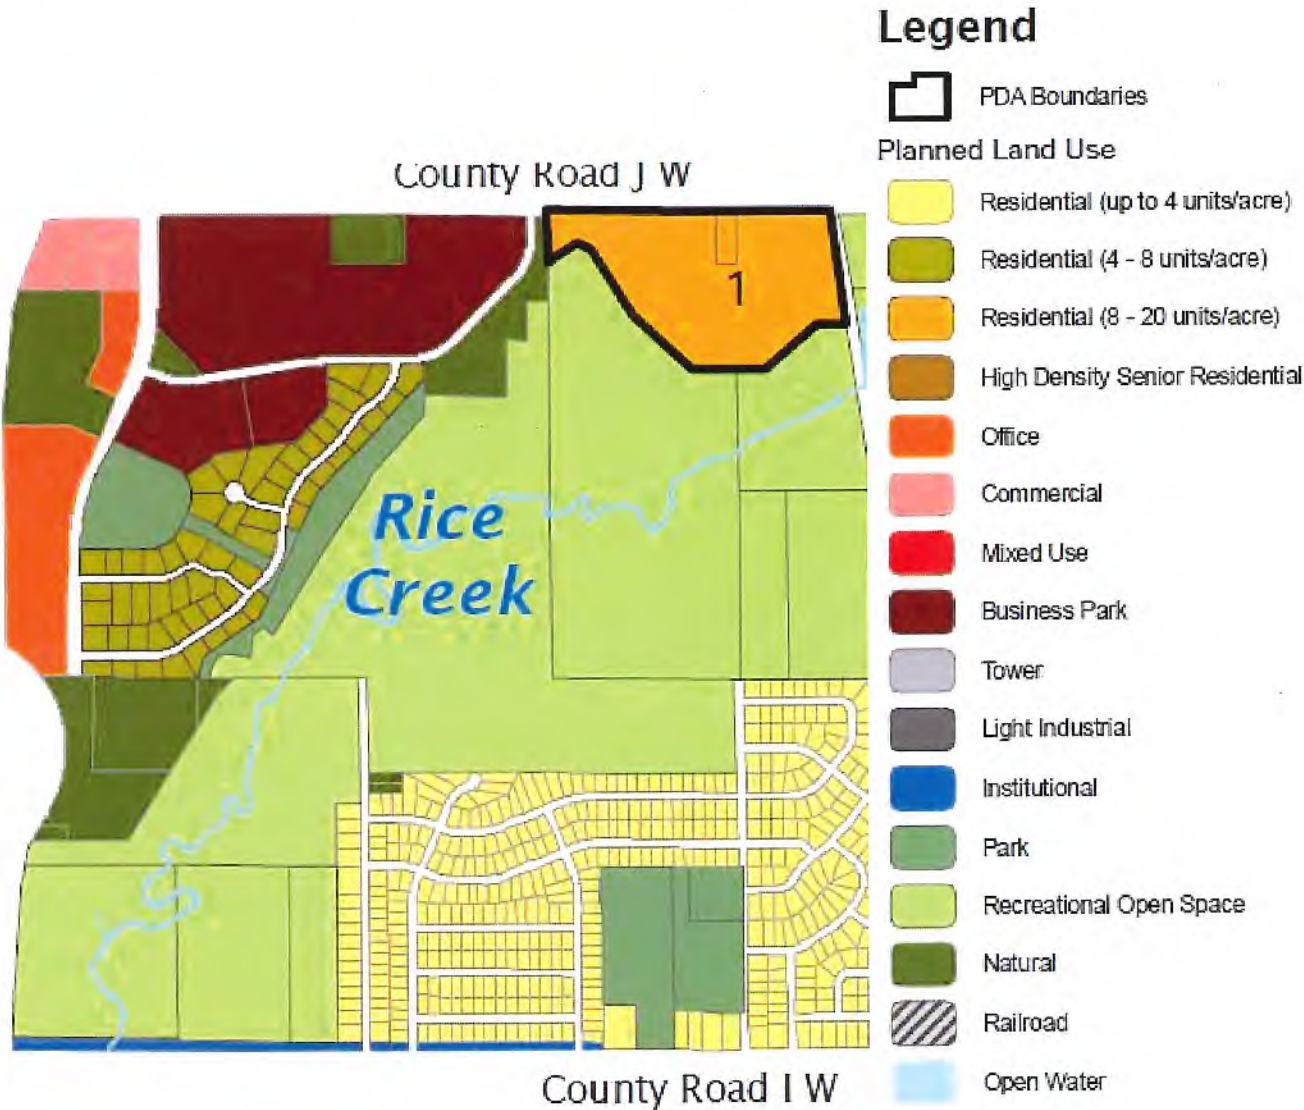 Legend
PDA Boundaries
Planned Land Use
Residential (up to 4 units/acre)
Residential (4 - 8 units/acre)
Residential (8 - 20 units/acre)
High Density Senior Residential
Office
Commercial
Mixed Use
Business Park
Tower
Light Industrial
Institutional
Park
Recreational Open Space
Natural
Railroad
Open Water
County Road J W
1
Rice
Creek
County Road I W